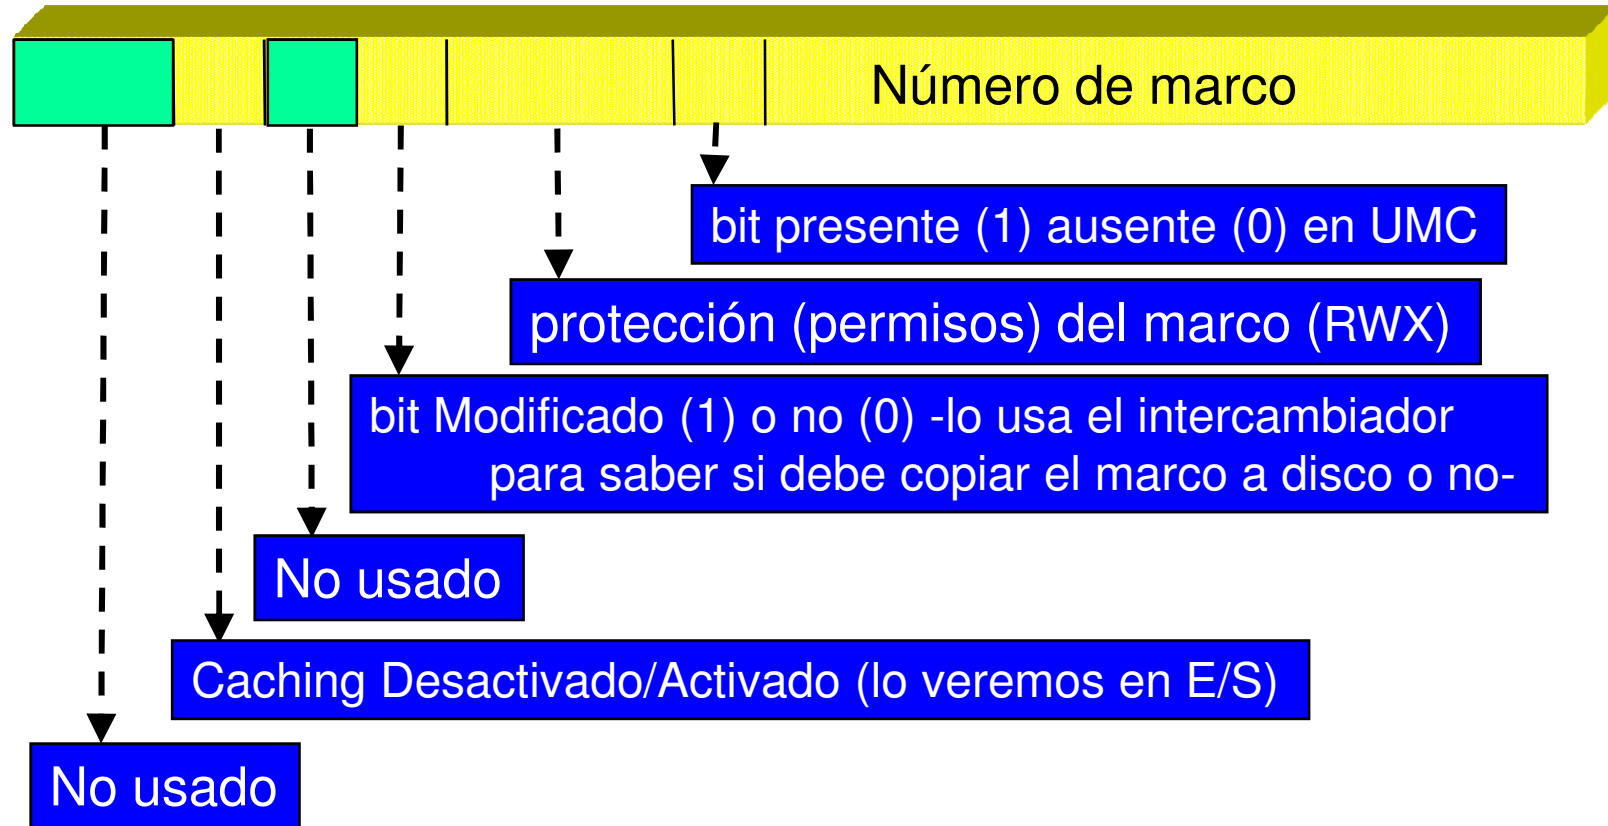 Número de marco
bit presente (1) ausente (0) en UMC
protección (permisos) del marco (RWX)
bit Modificado (1) o no (0) -lo usa el intercambiador
para saber si debe copiar el marco a disco o no-
No usado
Caching Desactivado/Activado (lo veremos en E/S)
No usado